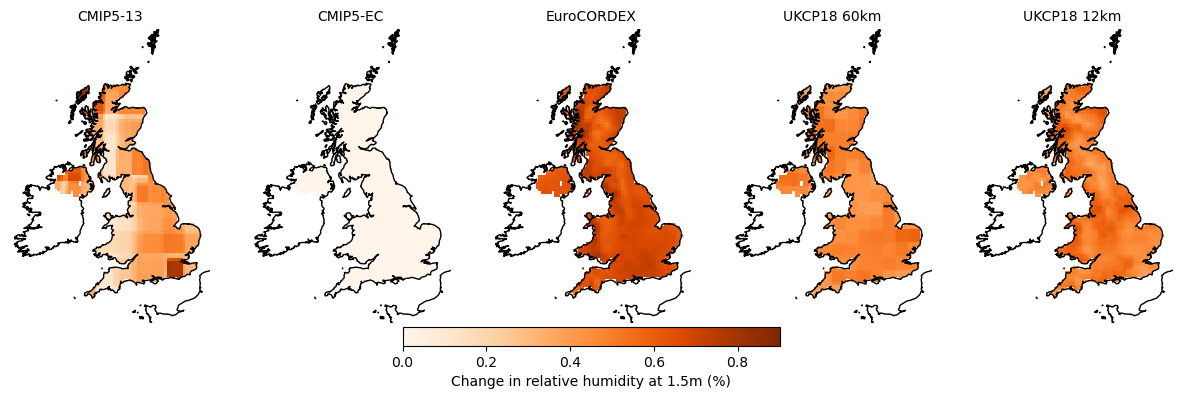 CMIP5-13 CMIP5-EC EuroCORDEX UKCP18 60km UKCP18 12km
0.0 0.2 0.4 0.6 0.8
Change in relative humidity at 1.5m (%)